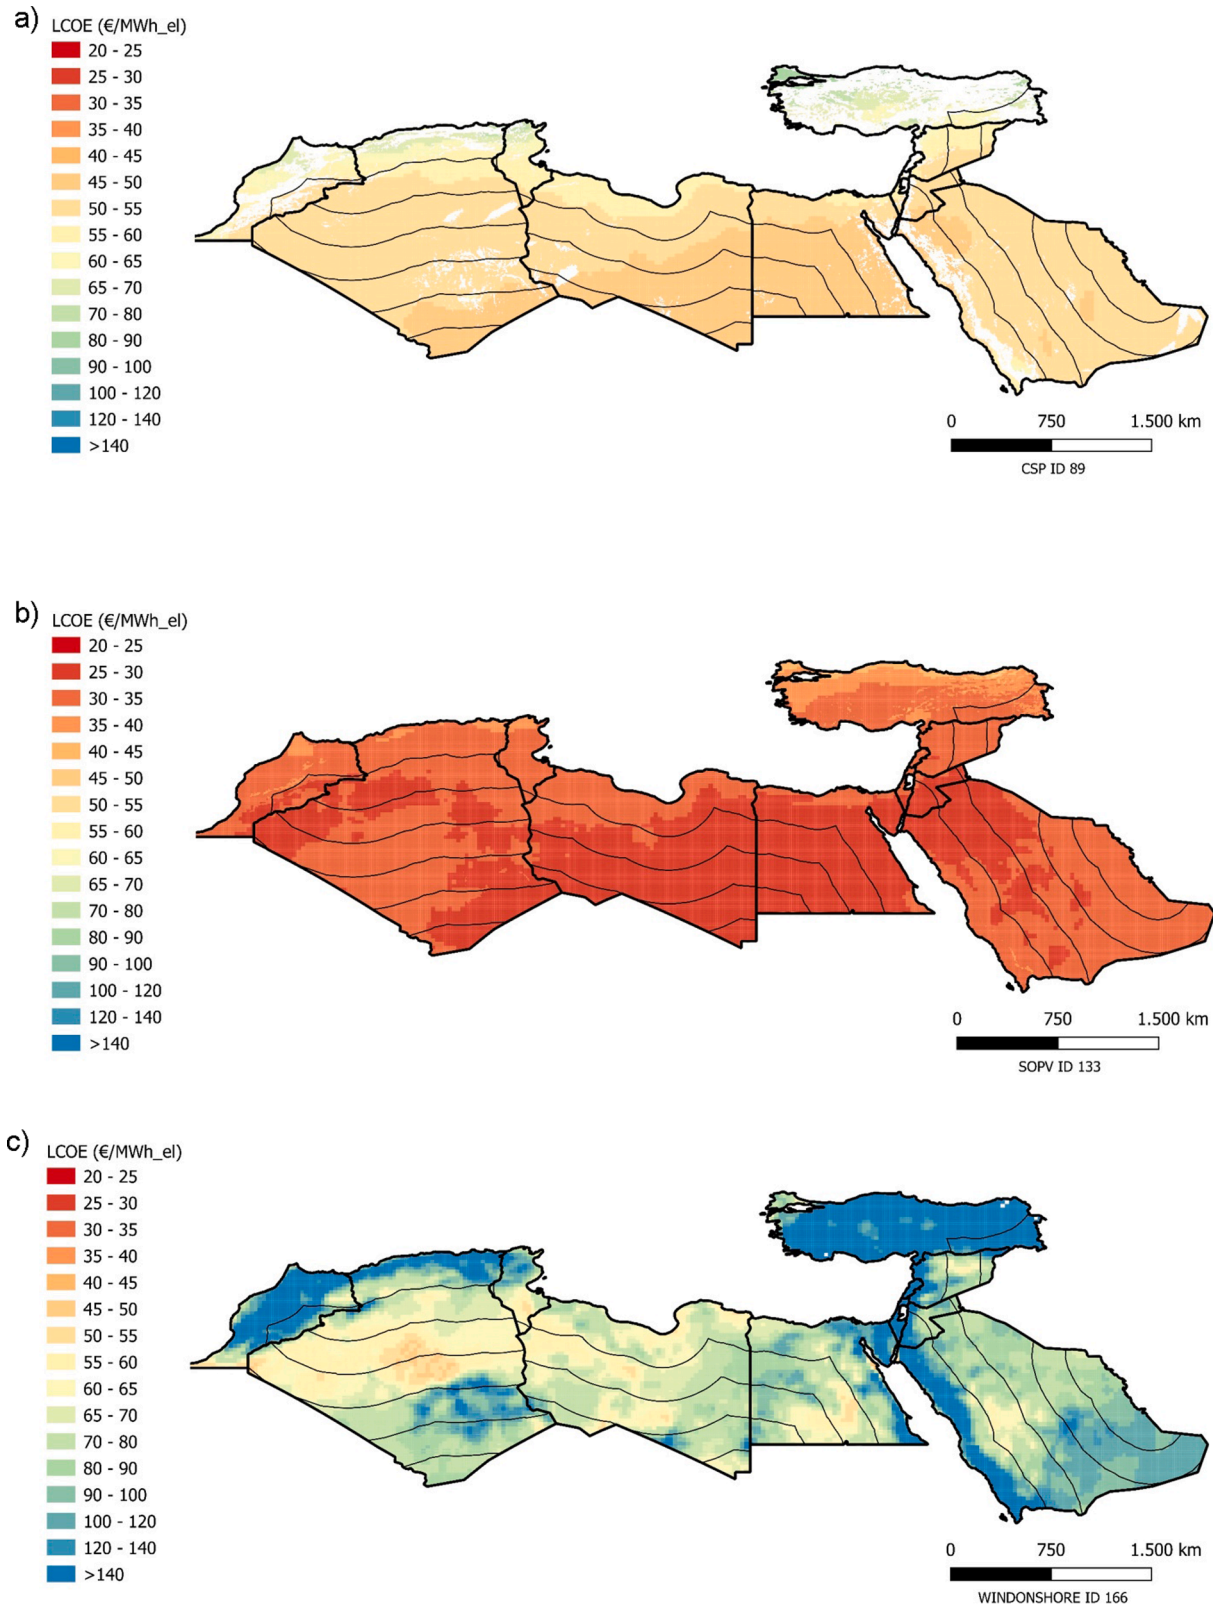 a)
LCOE (€/MWh_el)
20 - 25
25 - 30
30 - 35
35 - 40
40 - 45
45 - 50
50 - 55
55 - 60
60 - 65
65 - 70
70 - 80
80 - 90
90 - 100
100 - 120
120 - 140
>140
0 750 1.500 km
CSP ID 89
b)
LCOE (€/MWh_el)
20 - 25
25 - 30
30 - 35
35 - 40
40 - 45
45 - 50
50 - 55
55 - 60
60 - 65
65 - 70
70 - 80
80 - 90
90 - 100
100 - 120
120 - 140
>140
0 750 1.500 km
SOPV ID 133
c)
LCOE (€/MWh_el)
20 - 25
25 - 30
30 - 35
35 - 40
40 - 45
45 - 50
50 - 55
55 - 60
60 - 65
65 - 70
70 - 80
80 - 90
90 - 100
100 - 120
120 - 140
>140
0 750 1.500 km
WINDONSHORE ID 166